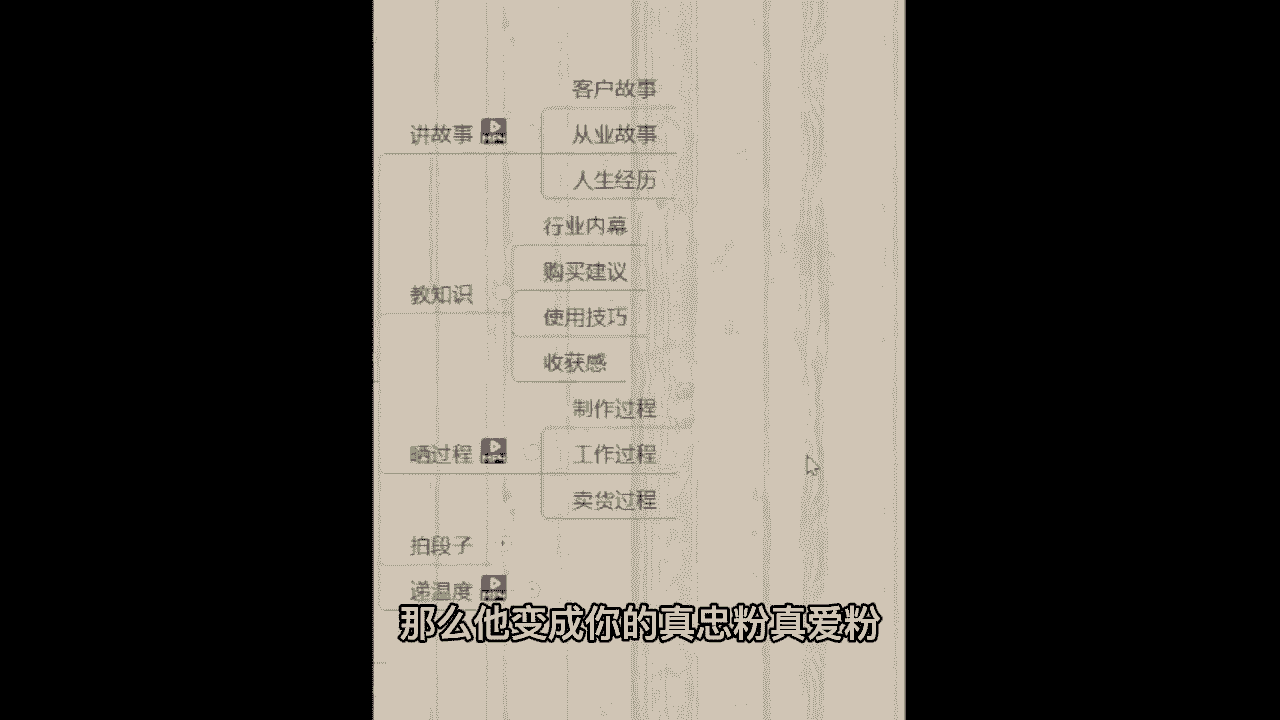 客户故事
讲故事
从业故事
人生经历
行业内幕
购买建议
教知识
使用技巧
收获感
制作过程
晒过程
工作过程
卖货过程
拍段子
递温度
那么他变成你的真忠粉真爱粉